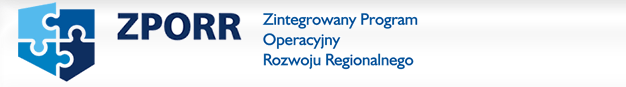 ZPORR
Zintegrowany Program
Operacyjny
Rozwoju Regionalnego